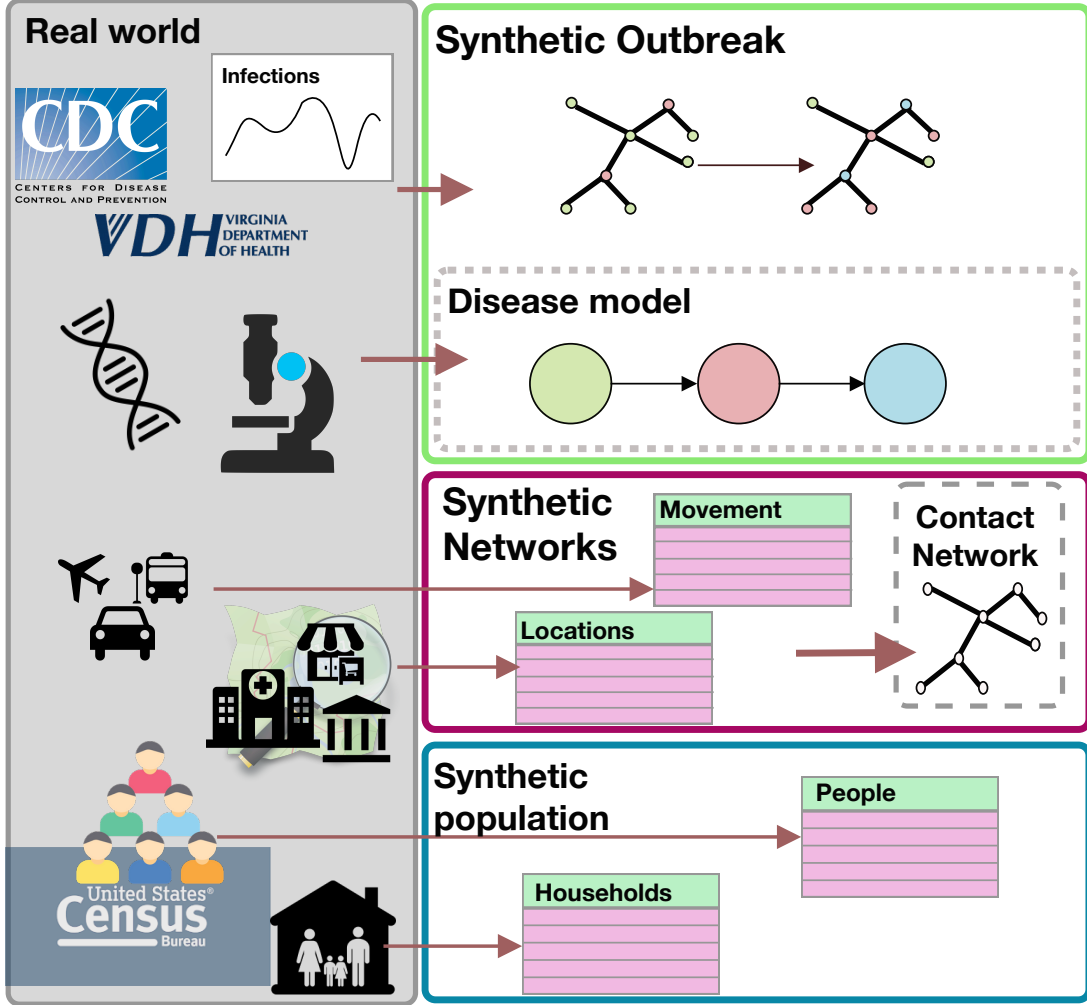 Real world
Infections
CDC
CENTERS FOR DISEASE
CONTROL AND PREVENTION
VDH VIRGINIA
DEPARTMENT
OF HEALTH
United States®
Census
Bureau
Synthetic Outbreak
Disease model
Synthetic
Networks
Movement
Locations
Contact
Network
Synthetic
population
People
Households